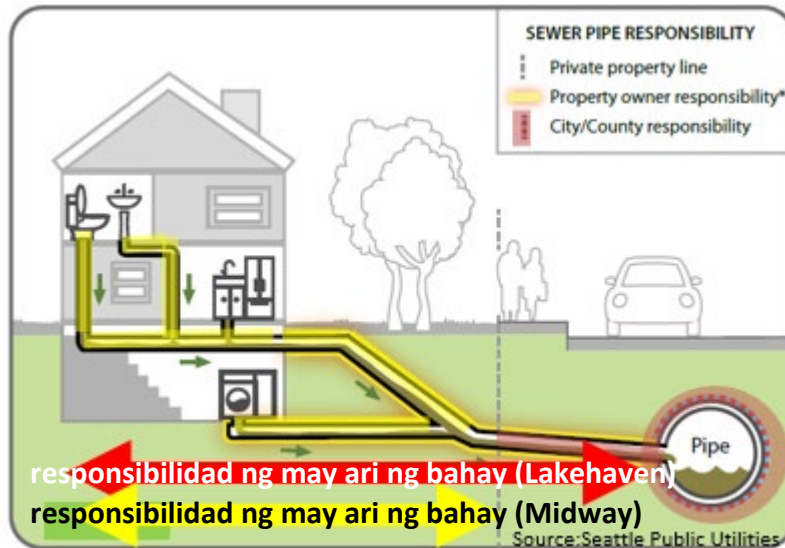 SEWER PIPE RESPONSIBILITY
Private property line
Property owner responsibility*
City/County responsibility
Pipe
responsibilidad ng may ari ng bahay (Lakehaven)
responsibilidad ng may ari ng bahay (Midway)
Source:Seattle Public Utilities